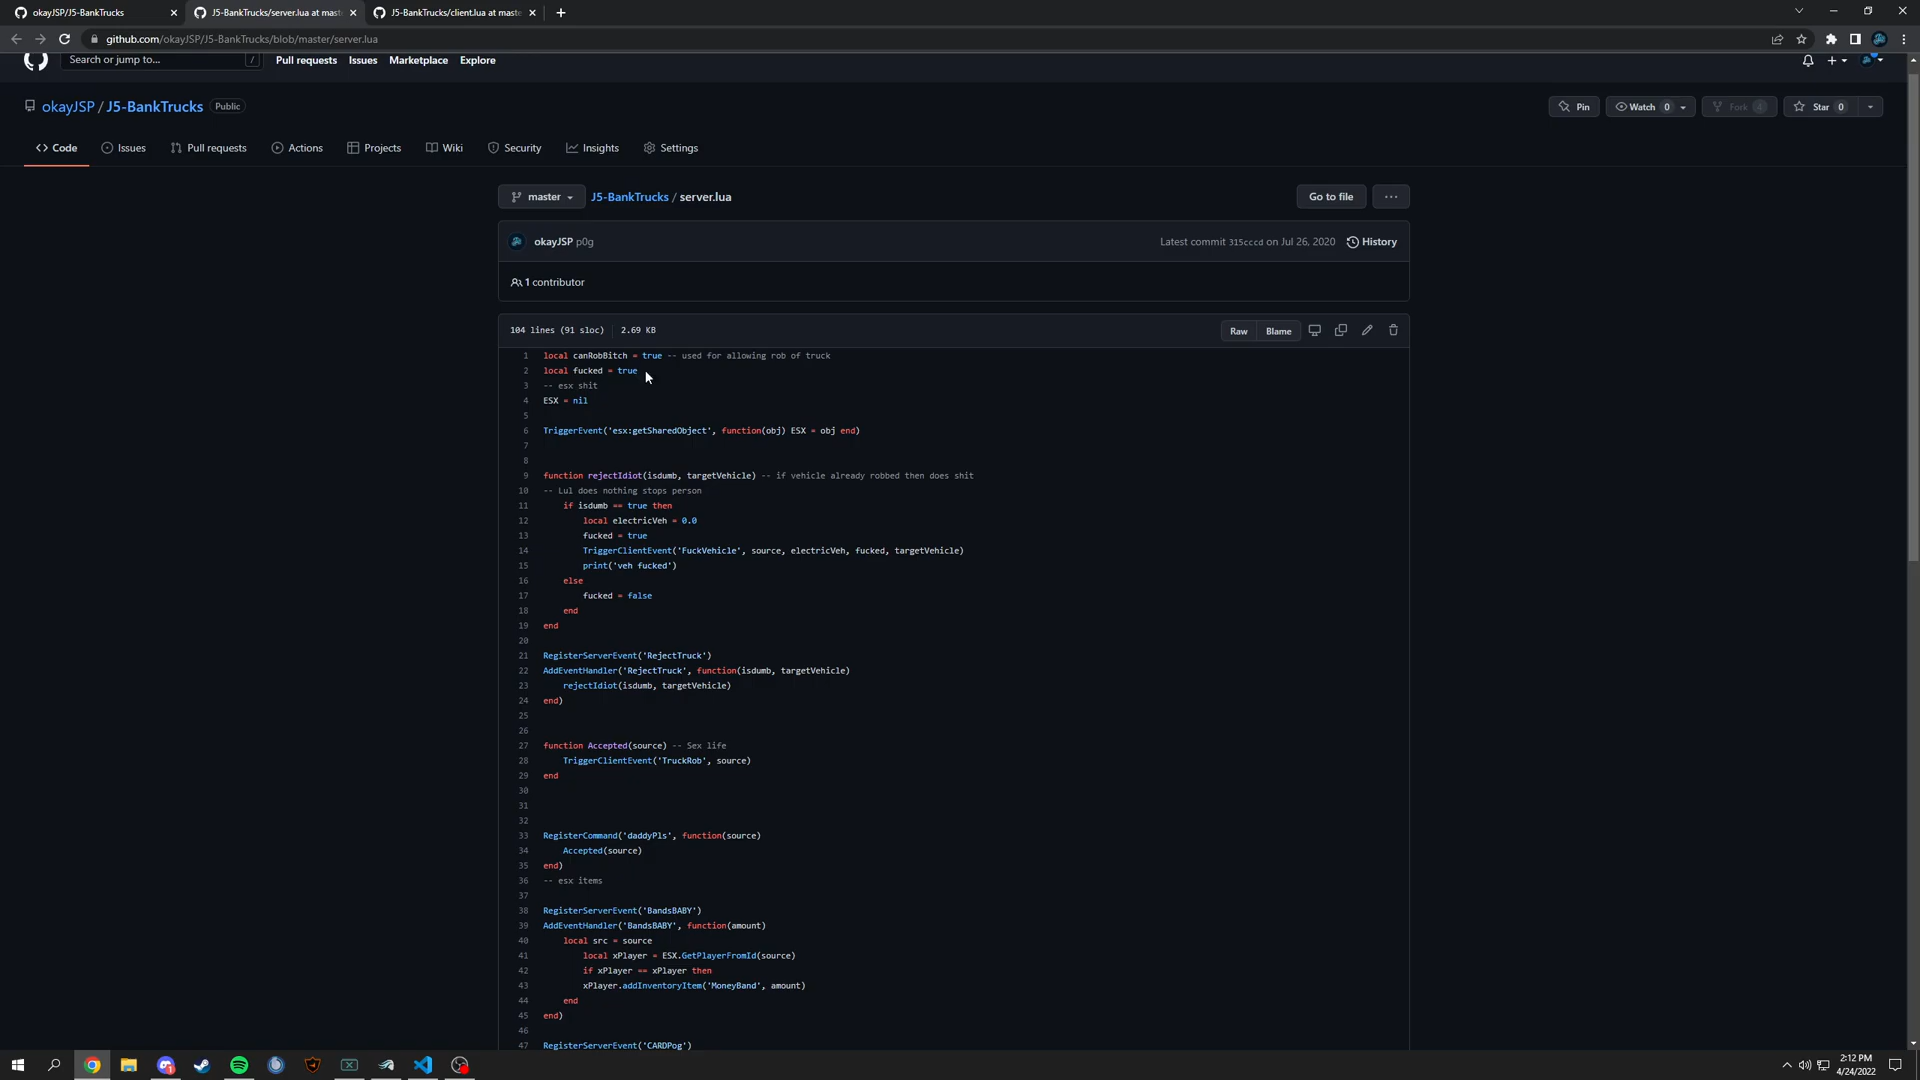 okayJSP/J5-BankTrucks
J5-BankTrucks/server.lua at mast
J5-BankTrucks/client.lua at maste
github.com/okayJSP/J5-BankTrucks/blob/master/server.lua
Search or jump to...
/
Pull requests
Issues
Marketplace
Explore
okayJSP / J5-BankTrucks Public
Pin
Watch 0
Fork 4
Star 0
Code
Issues
Pull requests
Actions
Projects
Wiki
Security
Insights
Settings
master
J5-BankTrucks / server.lua
Go to file
okayJSP p0g
Latest commit 315cccd on Jul 26, 2020
History
1 contributor
104 lines (91 sloc) 2.69 KB
Raw
Blame
1 local canRobBitch = true -- used for allowing rob of truck
2 local fucked = true
3 -- esx shit
4 ESX = nil
5
6 TriggerEvent('esx:getSharedObject', function(obj) ESX = obj end)
7
8
9 function rejectIdiot(isdumb, targetVehicle) -- if vehicle already robbed then does shit
10 -- Lul does nothing stops person
11 if isdumb == true then
12 local electricVeh = 0.0
13 fucked = true
14 TriggerClientEvent('FuckVehicle', source, electricVeh, fucked, targetVehicle)
15 print('veh fucked')
16 else
17 fucked = false
18 end
19 end
20
21 RegisterServerEvent('RejectTruck')
22 AddEventHandler('RejectTruck', function(isdumb, targetVehicle)
23 rejectIdiot(isdumb, targetVehicle)
24 end)
25
26
27 function Accepted(source) -- Sex life
28 TriggerClientEvent('TruckRob', source)
29 end
30
31
32
33 RegisterCommand('daddyPls', function(source)
34 Accepted(source)
35 end)
36 -- esx items
37
38 RegisterServerEvent('BandsBABY')
39 AddEventHandler('BandsBABY', function(amount)
40 local src = source
41 local xPlayer = ESX.GetPlayerFromId(source)
42 if xPlayer == xPlayer then
43 xPlayer.addInventoryItem('MoneyBand', amount)
44 end
45 end)
46
47 RegisterServerEvent('CARDPog')
2:12 PM
4/24/2022